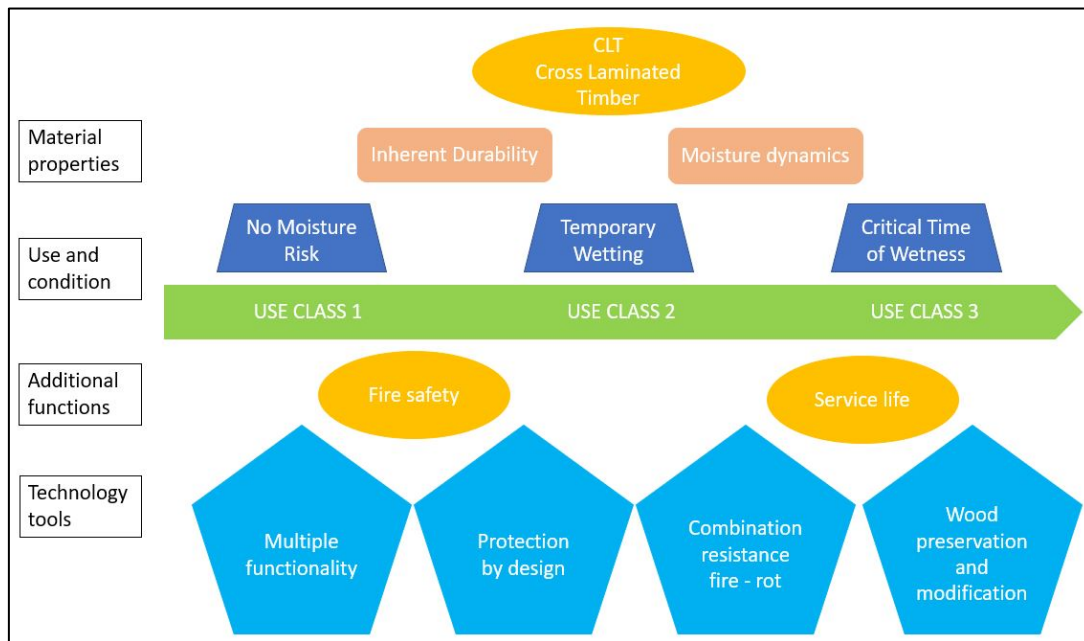 CLT
Cross Laminated
Timber
Material
properties
Inherent Durability
Moisture dynamics
Use and
condition
No Moisture
Risk
Temporary
Wetting
Critical Time
of Wetness
USE CLASS 1
USE CLASS 2
USE CLASS 3
Additional
functions
Fire safety
Service life
Technology
tools
Multiple
functionality
Protection
by design
Combination
resistance
fire - rot
Wood
preservation
and
modification